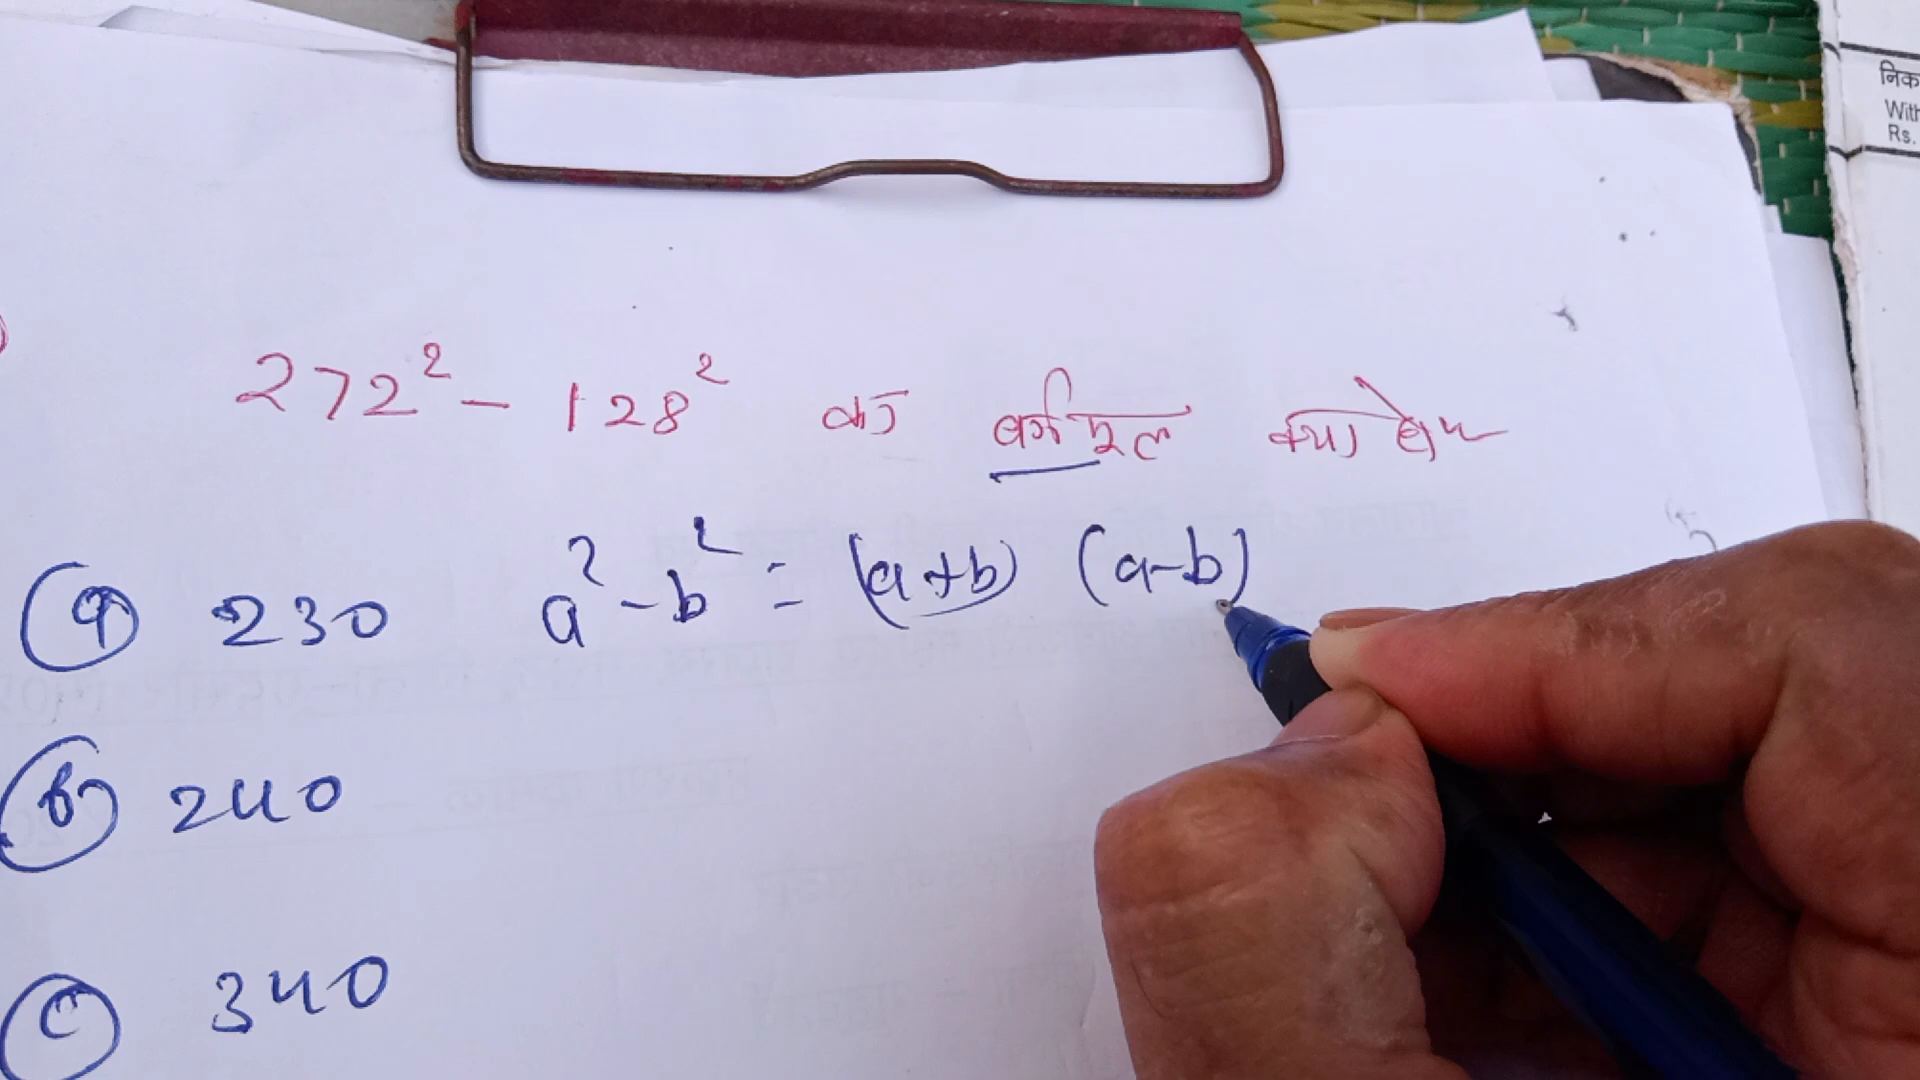 272² - 128² का वर्गमूल क्या होगा
a² - b² = (a+b) (a-b)
(a) 230
(b) 240
(c) 340
निक
With
Rs.